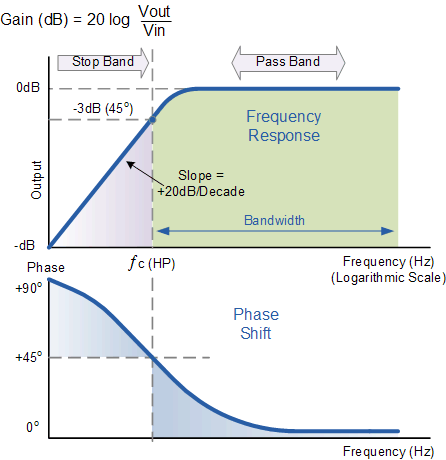 Gain (dB) = 20 log Vout
Vin
Stop Band
Pass Band
0dB
-3dB (45°)
Frequency
Response
Slope =
+20dB/Decade
Output
Bandwidth
-dB
Phase
ƒc (HP)
Frequency (Hz)
(Logarithmic Scale)
+90°
Phase
Shift
+45°
0°
Frequency (Hz)